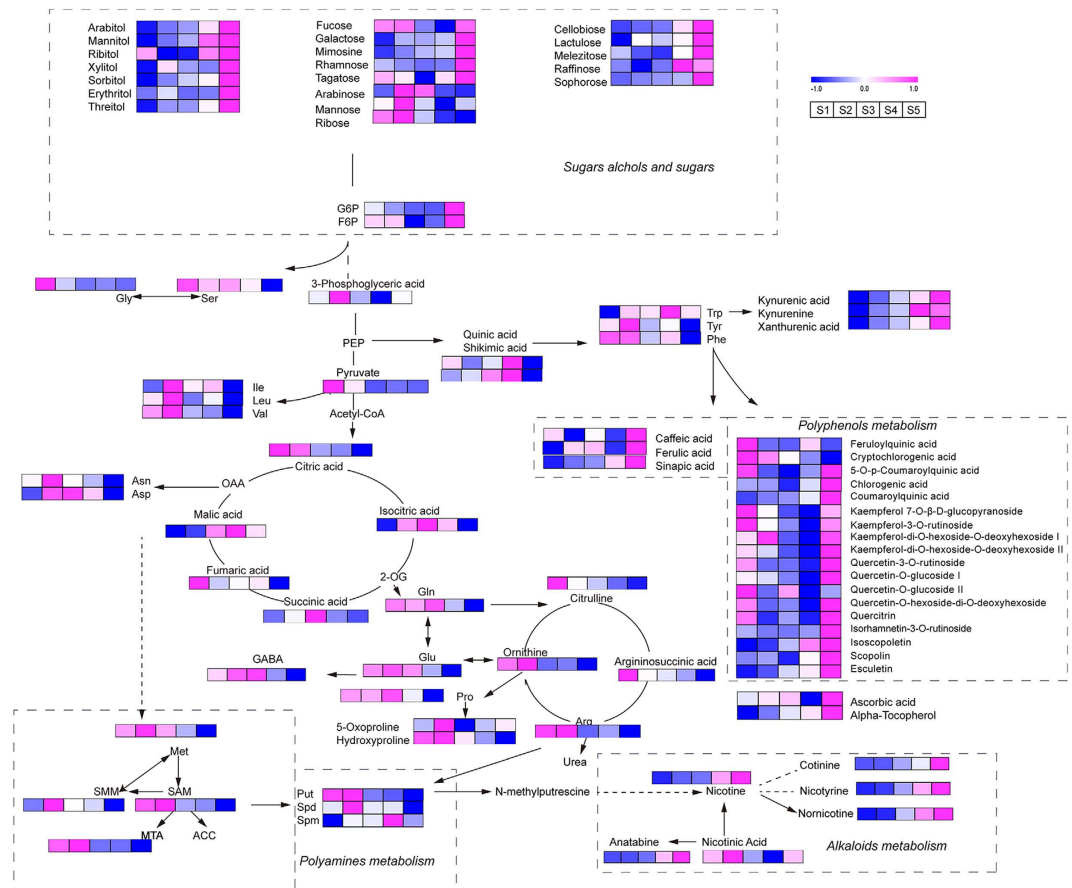 Arabitol
Mannitol
Ribitol
Xylitol
Sorbitol
Erythritol
Threitol
Fucose
Galactose
Mimosine
Rhamnose
Tagatose
Arabinose
Mannose
Ribose
Cellobiose
Lactulose
Melezitose
Raffinose
Sophorose
-1.0 0.0 1.0
S1 S2 S3 S4 S5
Sugars alchols and sugars
G6P
F6P
Gly
Ser
3-Phosphoglyceric acid
PEP
Quinic acid
Shikimic acid
Trp
Tyr
Phe
Kynurenic acid
Kynurenine
Xanthurenic acid
Pyruvate
Ile
Leu
Val
Acetyl-CoA
Citric acid
Asn
Asp
OAA
Malic acid
Isocitric acid
Fumaric acid
2-OG
Succinic acid
Gln
Citrulline
Caffeic acid
Ferulic acid
Sinapic acid
Polyphenols metabolism
Feruloylquinic acid
Cryptochlorogenic acid
5-O-p-Coumaroylquinic acid
Chlorogenic acid
Coumaroylquinic acid
Kaempferol 7-O-β-D-glucopyranoside
Kaempferol-3-O-rutinoside
Kaempferol-di-O-hexoside-O-deoxyhexoside I
Kaempferol-di-O-hexoside-O-deoxyhexoside II
Quercetin-3-O-rutinoside
Quercetin-O-glucoside I
Quercetin-O-glucoside II
Quercetin-O-hexoside-di-O-deoxyhexoside
Quercitrin
Isorhamnetin-3-O-rutinoside
Isoscopoletin
Scopolin
Esculetin
Ascorbic acid
Alpha-Tocopherol
GABA
Glu
Ornithine
Argininosuccinic acid
Pro
5-Oxoproline
Hydroxyproline
Arg
Urea
Met
SMM
SAM
MTA
ACC
Put
Spd
Spm
Polyamines metabolism
N-methylputrescine
Nicotine
Cotinine
Nicotyrine
Nornicotine
Anatabine
Nicotinic Acid
Alkaloids metabolism